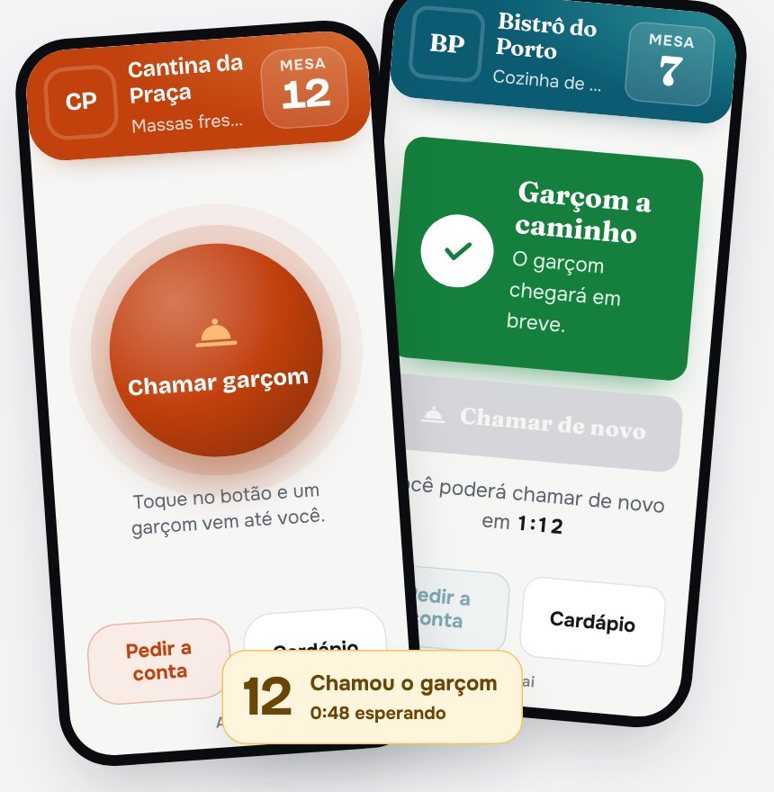 CP
Cantina da
Praça
Massas fres...
MESA
12
Chamar garçom
Toque no botão e um
garçom vem até você.
Pedir a
conta
Cardápio
BP
Bistrô do
Porto
Cozinha de ...
MESA
7
Garçom a
caminho
O garçom
chegará em
breve.
Chamar de novo
ocê poderá chamar de novo
em 1:12
edir a
onta
Cardápio
12
Chamou o garçom
0:48 esperando